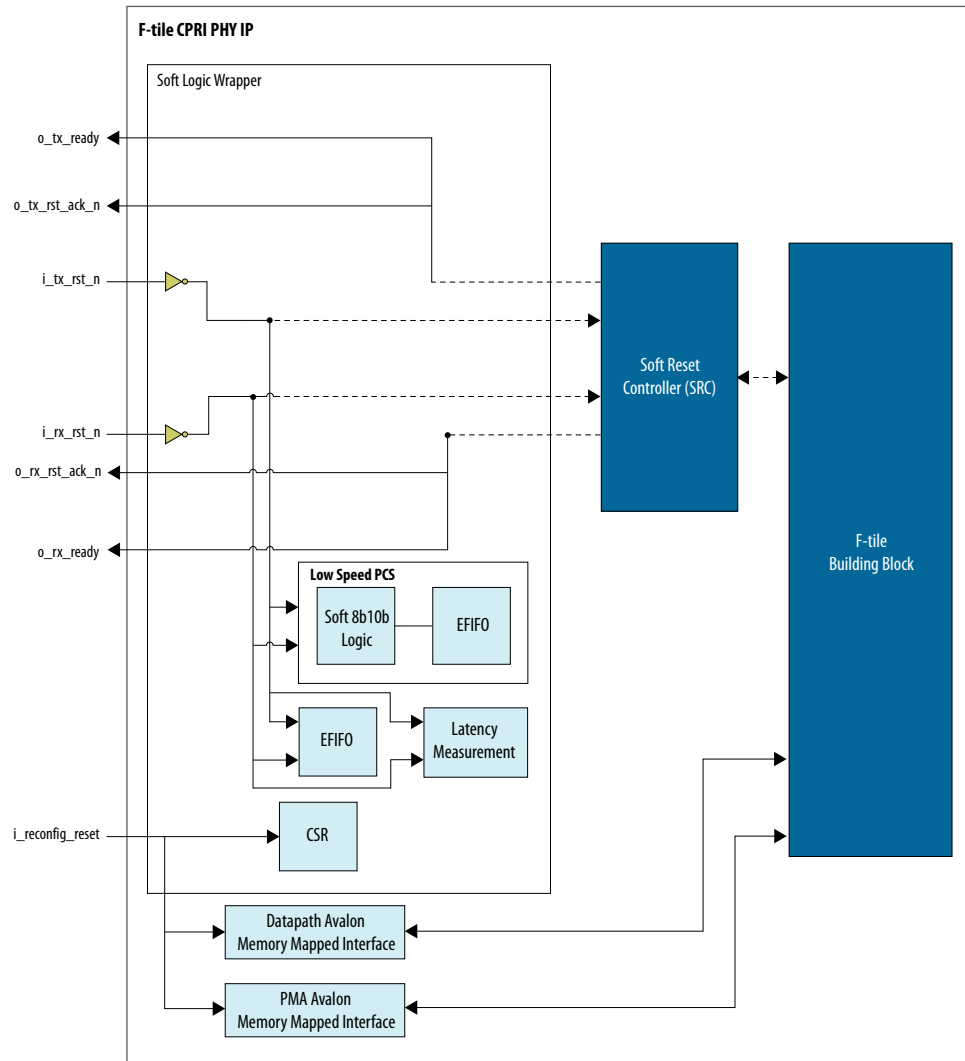 F-tile CPRI PHY IP
Soft Logic Wrapper
o_tx_ready
o_tx_rst_ack_n
i_tx_rst_n
i_rx_rst_n
o_rx_rst_ack_n
o_rx_ready
Soft Reset
Controller (SRC)
F-tile
Building Block
Low Speed PCS
Soft 8b10b
Logic
EFIFO
EFIFO
Latency
Measurement
i_reconfig_reset
CSR
Datapath Avalon
Memory Mapped Interface
PMA Avalon
Memory Mapped Interface